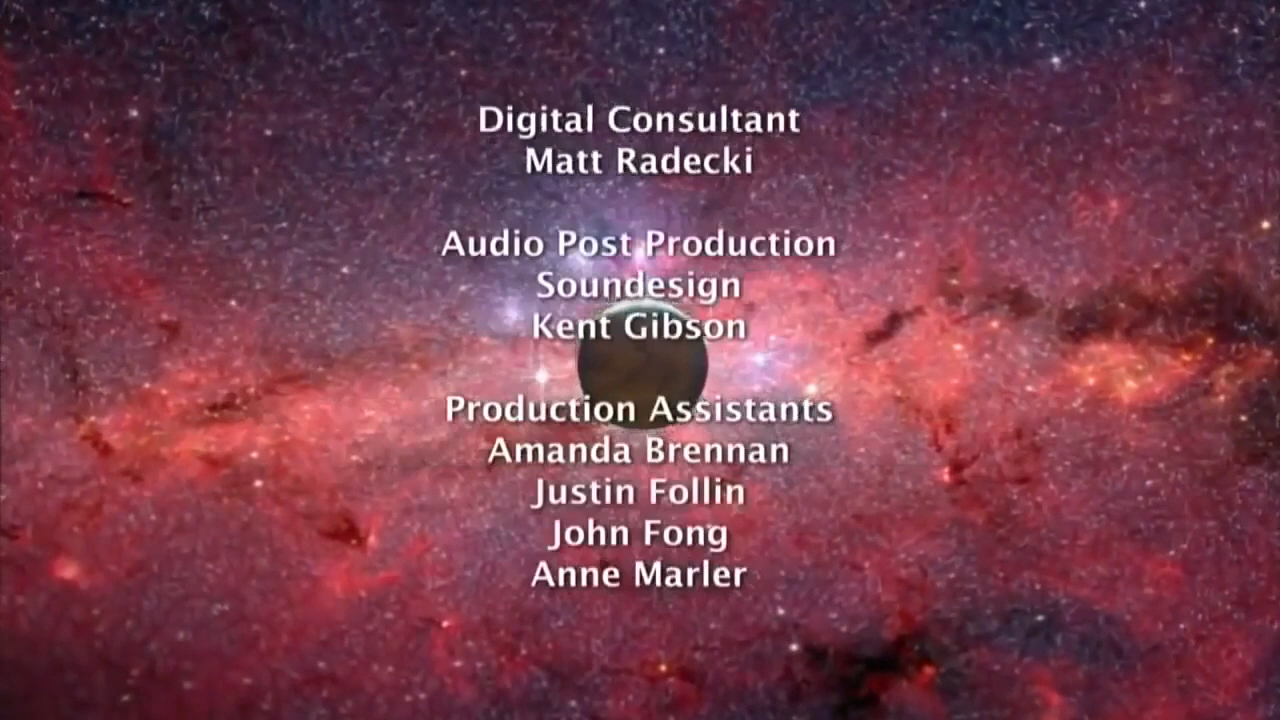 Digital Consultant
Matt Radecki
Audio Post Production
Soundesign
Kent Gibson
Production Assistants
Amanda Brennan
Justin Follin
John Fong
Anne Marler